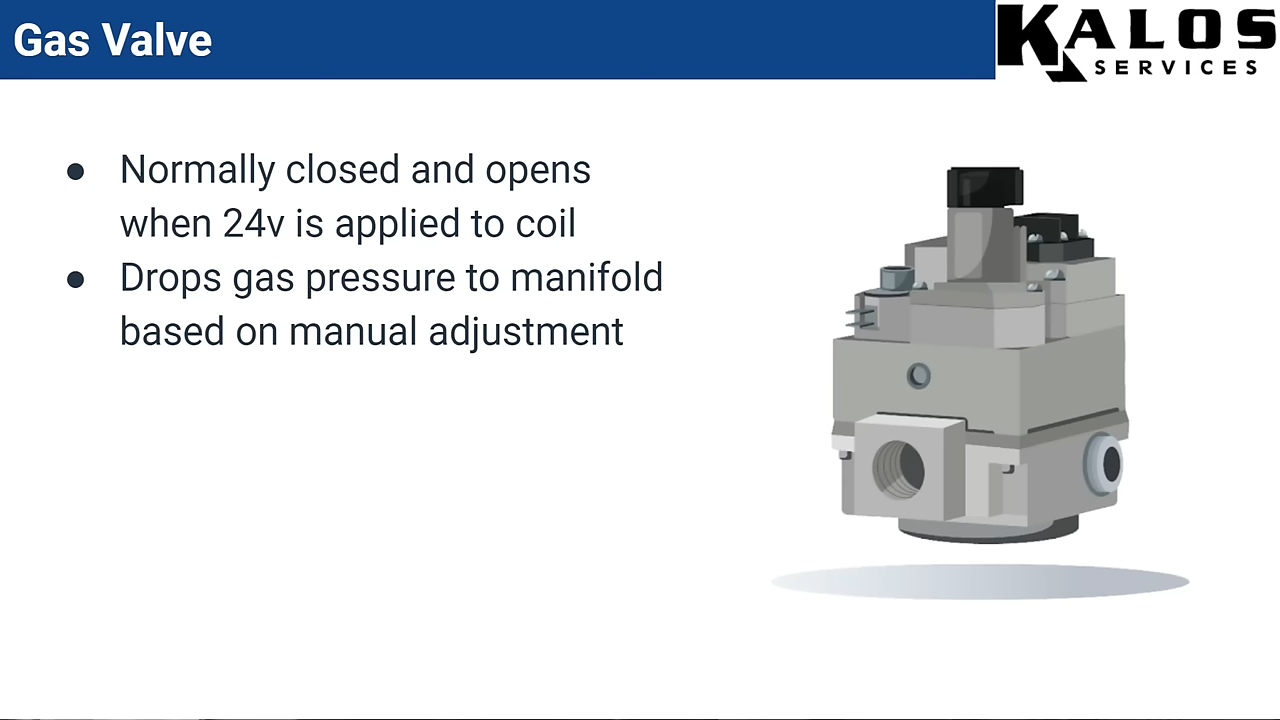 Gas Valve
KALOS
SERVICES
● Normally closed and opens
when 24v is applied to coil
● Drops gas pressure to manifold
based on manual adjustment